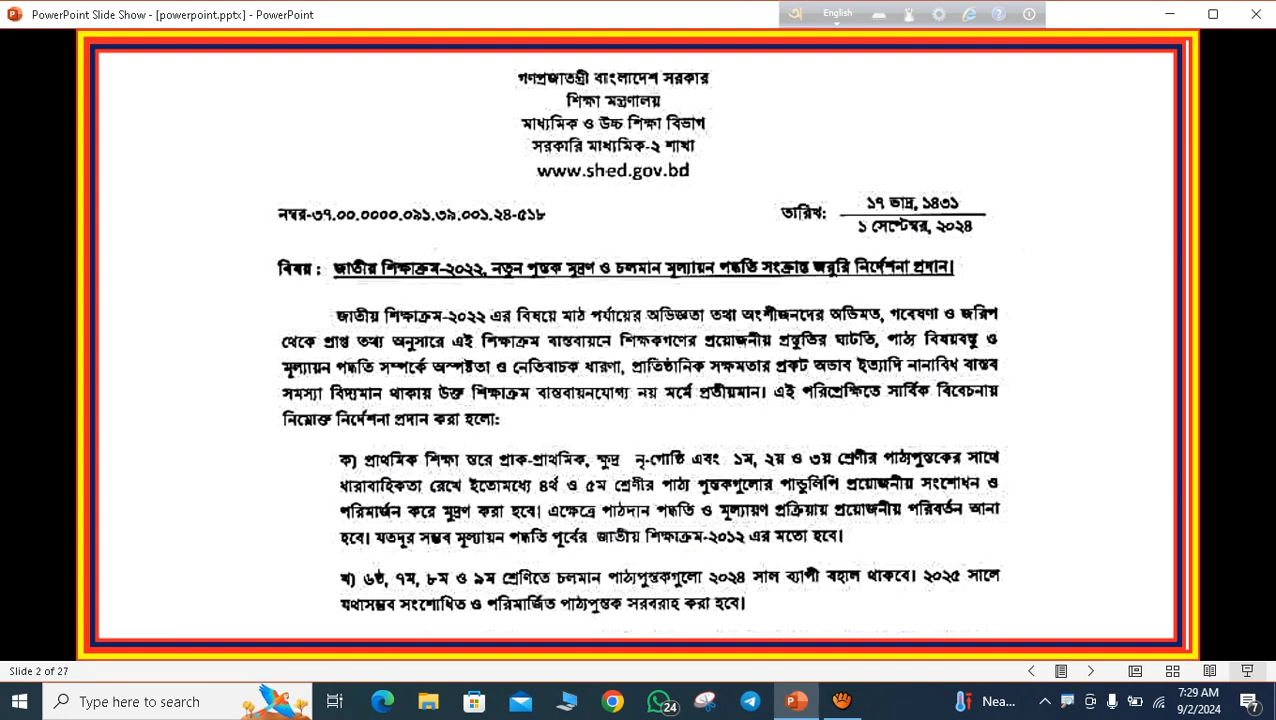 PowerPoint Slide Show - [powerpoint.pptx] - PowerPoint
অ English
গণপ্রজাতন্ত্রী বাংলাদেশ সরকার
শিক্ষা মন্ত্রণালয়
মাধ্যমিক ও উচ্চ শিক্ষা বিভাগ
সরকারি মাধ্যমিক-২ শাখা
www.shed.gov.bd
নম্বর-৩৭.০০.০০০০.০৯১.৩৯.০০১.২৪-৫১৮
তারিখ: ১৭ ভাদ্র, ১৪৩১
১ সেপ্টেম্বর, ২০২৪
বিষয় : জাতীয় শিক্ষাক্রম-২০২২, নতুন পুস্তক মুদ্রণ ও চলমান মূল্যায়ন পদ্ধতি সংক্রান্ত জরুরি নির্দেশনা প্রদান।
জাতীয় শিক্ষাক্রম-২০২২ এর বিষয়ে মাঠ পর্যায়ের অভিজ্ঞতা তথা অংশীজনদের অভিমত, গবেষণা ও জরিপ
থেকে প্রাপ্ত তথ্য অনুসারে এই শিক্ষাক্রম বাস্তবায়নে শিক্ষকগণের প্রয়োজনীয় প্রস্তুতির ঘাটতি, পাঠ্য বিষয়বস্তু ও
মূল্যায়ন পদ্ধতি সম্পর্কে অস্পষ্টতা ও নেতিবাচক ধারণা, প্রাতিষ্ঠানিক সক্ষমতার প্রকট অভাব ইত্যাদি নানাবিধ বাস্তব
সমস্যা বিদ্যমান থাকায় উক্ত শিক্ষাক্রম বাস্তবায়নযোগ্য নয় মর্মে প্রতীয়মান। এই পরিপ্রেক্ষিতে সার্বিক বিবেচনায়
নিম্নোক্ত নির্দেশনা প্রদান করা হলো:
ক) প্রাথমিক শিক্ষা স্তরে প্রাক-প্রাথমিক, ক্ষুদ্র নৃ-গোষ্ঠি এবং ১ম, ২য় ও ৩য় শ্রেণীর পাঠ্যপুস্তকের সাথে
ধারাবাহিকতা রেখে ইতোমধ্যে ৪র্থ ও ৫ম শ্রেণীর পাঠ্য পুস্তকগুলোর পান্ডুলিপি প্রয়োজনীয় সংশোধন ও
পরিমার্জন করে মুদ্রণ করা হবে। এক্ষেত্রে পাঠদান পদ্ধতি ও মূল্যায়ণ প্রক্রিয়ায় প্রয়োজনীয় পরিবর্তন আনা
হবে। যতদূর সম্ভব মূল্যায়ন পদ্ধতি পূর্বের জাতীয় শিক্ষাক্রম-২০১২ এর মতো হবে।
খ) ৬ষ্ঠ, ৭ম, ৮ম ও ৯ম শ্রেণিতে চলমান পাঠ্যপুস্তকগুলো ২০২৪ সাল ব্যাপী বহাল থাকবে। ২০২৫ সালে
যথাসম্ভব সংশোধিত ও পরিমার্জিত পাঠ্যপুস্তক সরবরাহ করা হবে।
Slide 2 of 27
Type here to search
24
Nea...
7:29 AM
9/2/2024
7